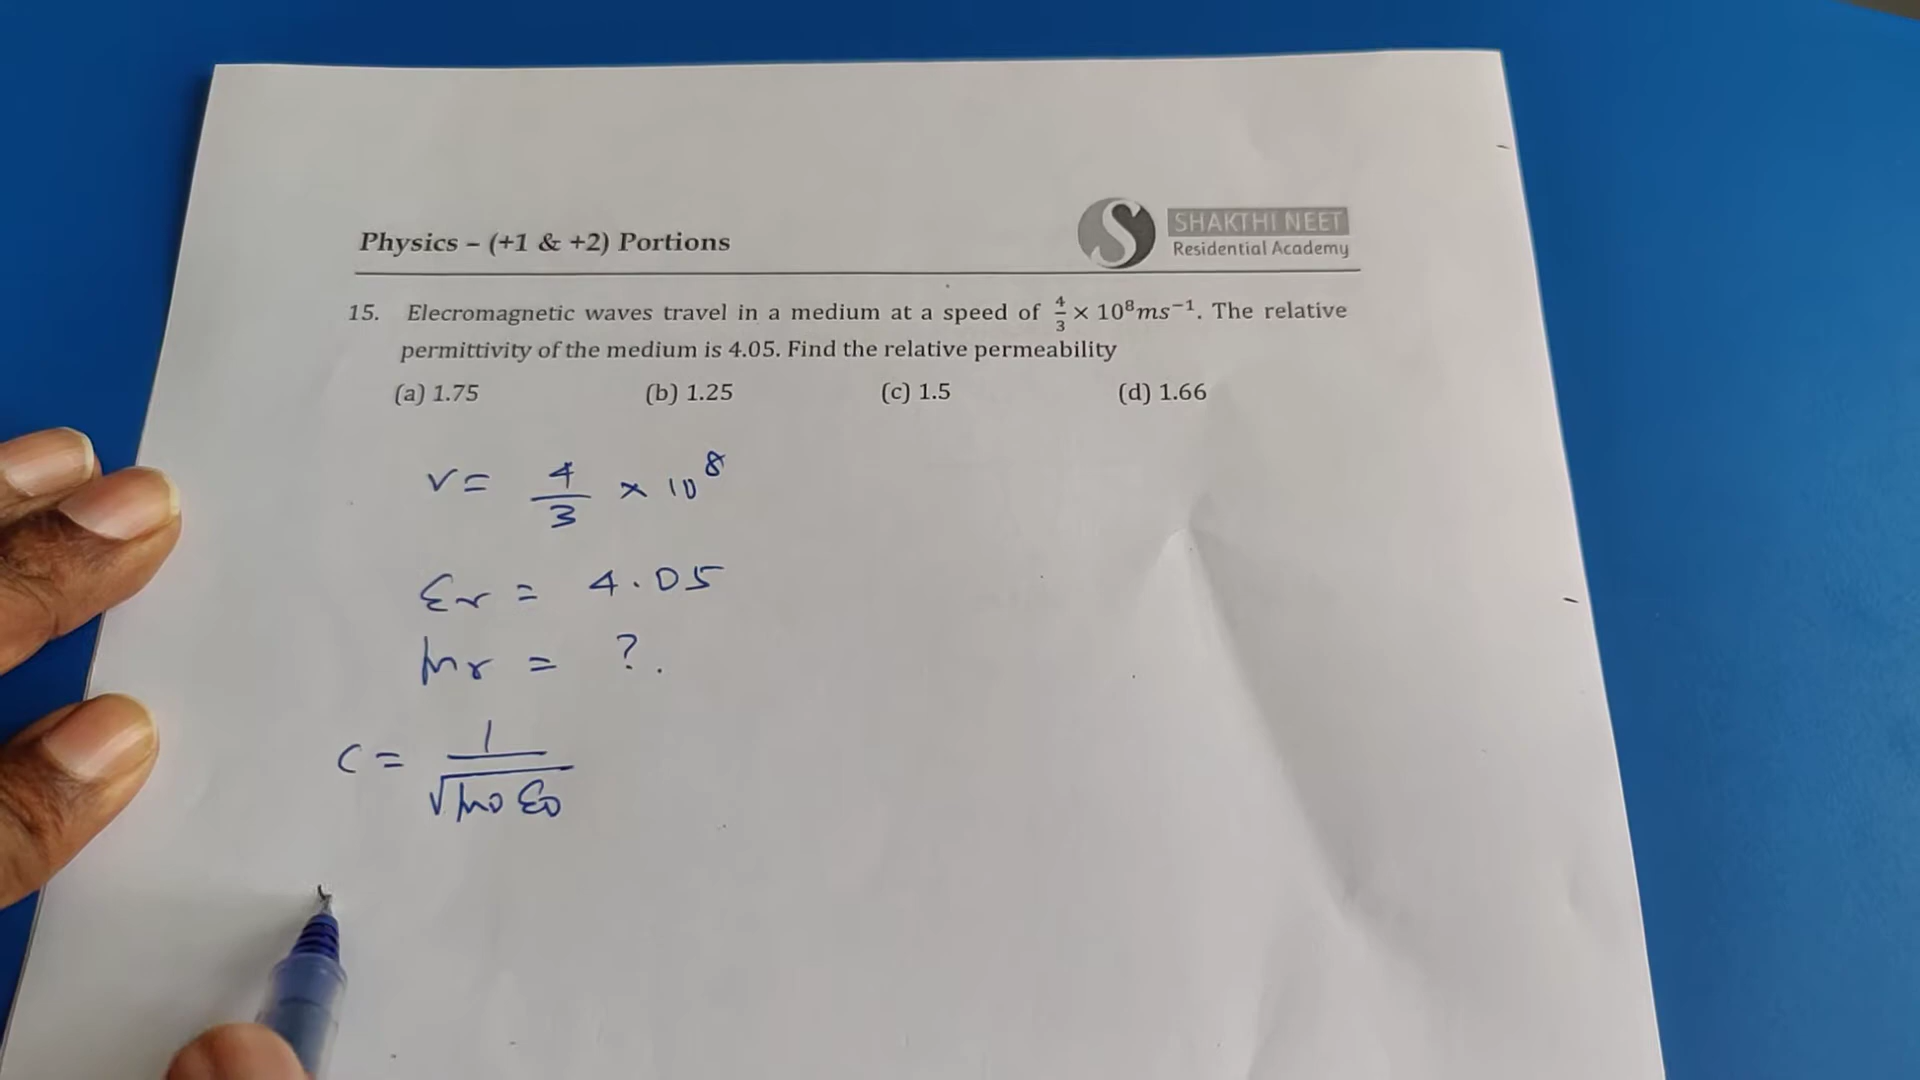 Physics – (+1 & +2) Portions
S SHAKTHI NEET
Residential Academy
15. Elecromagnetic waves travel in a medium at a speed of 4/3 × 10⁸ms⁻¹. The relative
permittivity of the medium is 4.05. Find the relative permeability
(a) 1.75 (b) 1.25 (c) 1.5 (d) 1.66
v = 4/3 × 10⁸
εr = 4.05
μr = ?.
c = 1/√μ0 ε0